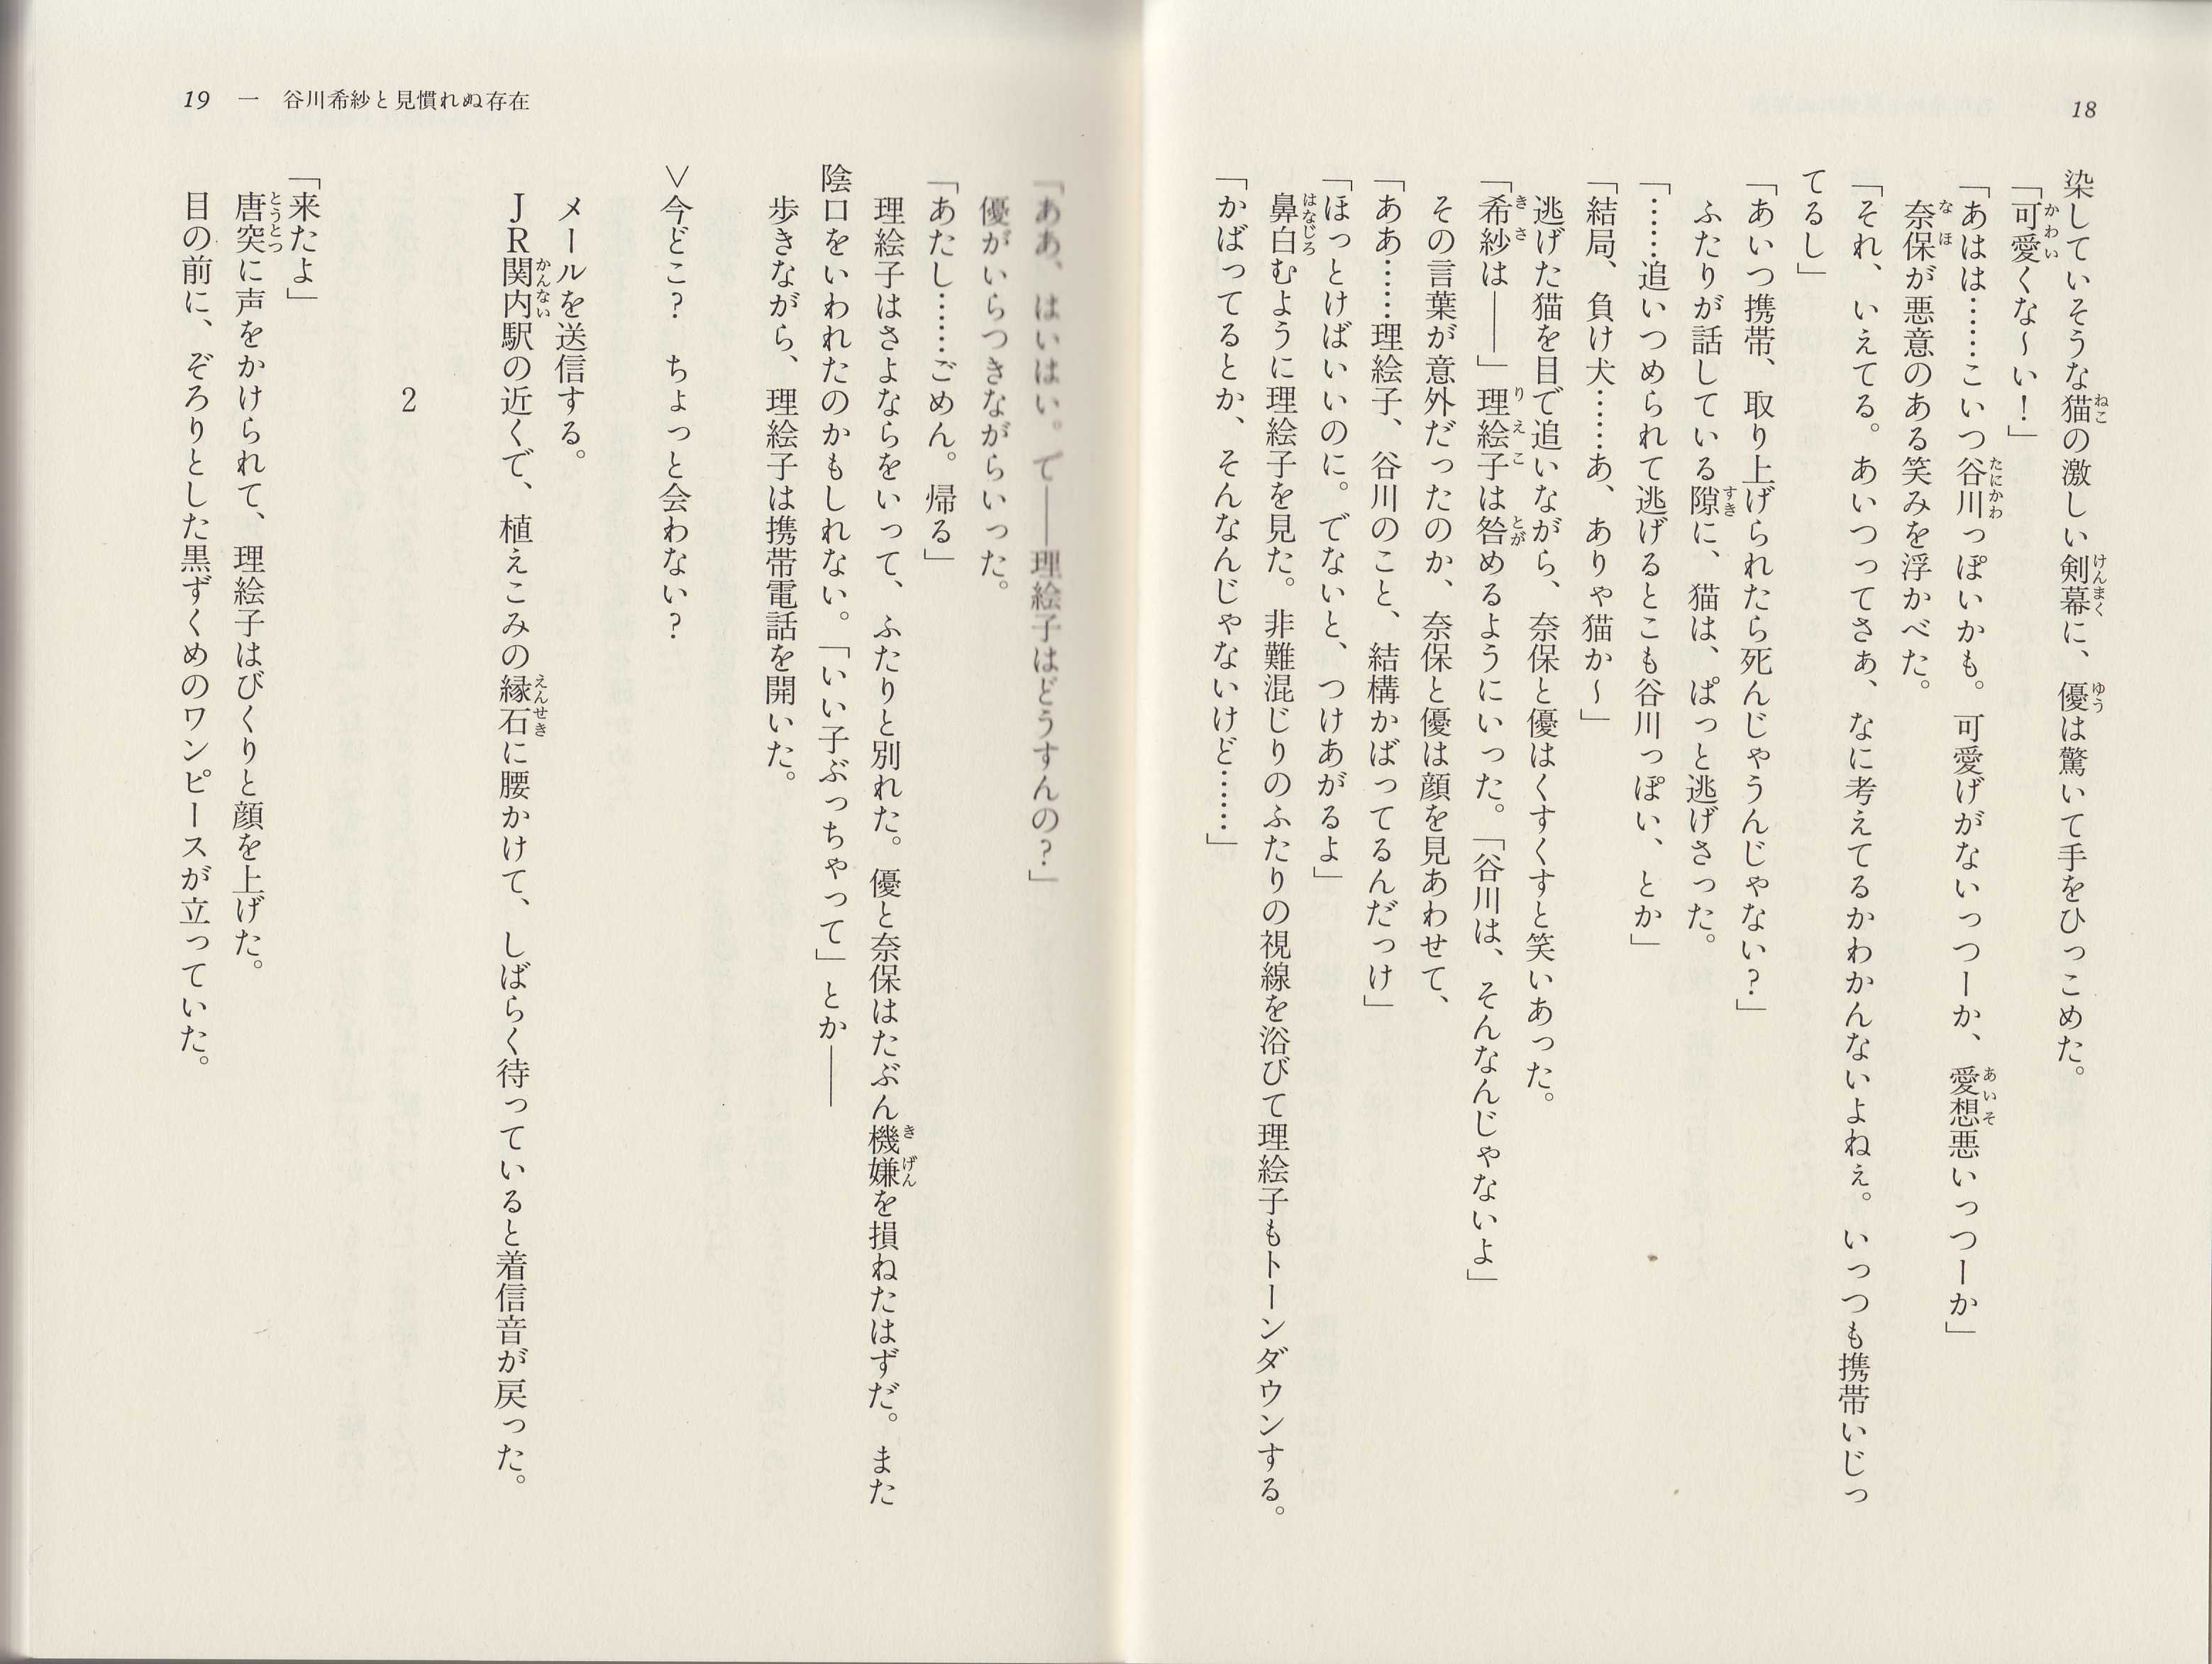 18
染していそうな猫の激しい剣幕に、優は驚いて手をひっこめた。
「可愛くな〜い！」
「あはは……こいつ谷川っぽいかも。可愛げがないっつーか、愛想悪いっつーか」
奈保が悪意のある笑みを浮かべた。
「それ、いえてる。あいつってさぁ、なに考えてるかわかんないよねぇ。いっつも携帯いじっ
てるし」
「あいつ携帯、取り上げられたら死んじゃうんじゃない？」
ふたりが話している隙に、猫は、ぱっと逃げさった。
「……追いつめられて逃げるとこも谷川っぽい、とか」
「結局、負け犬……あ、ありゃ猫か〜」
逃げた猫を目で追いながら、奈保と優はくすくすと笑いあった。
「希紗は――」理絵子は咎めるようにいった。「谷川は、そんなんじゃないよ」
その言葉が意外だったのか、奈保と優は顔を見あわせて、
「ああ……理絵子、谷川のこと、結構かばってるんだっけ」
「ほっとけばいいのに。でないと、つけあがるよ」
鼻白むように理絵子を見た。非難混じりのふたりの視線を浴びて理絵子もトーンダウンする。
「かばってるとか、そんなんじゃないけど……」
19 一 谷川希紗と見慣れぬ存在
「ああ、はいはい。で――理絵子はどうすんの？」
優がいらつきながらいった。
「あたし……ごめん。帰る」
理絵子はさよならをいって、ふたりと別れた。優と奈保はたぶん機嫌を損ねたはずだ。また
陰口をいわれたのかもしれない。「いい子ぶっちゃって」とか――
歩きながら、理絵子は携帯電話を開いた。
＞今どこ？　ちょっと会わない？
メールを送信する。
ＪＲ関内駅の近くで、植えこみの縁石に腰かけて、しばらく待っていると着信音が戻った。
2
「来たよ」
唐突に声をかけられて、理絵子はびくりと顔を上げた。
目の前に、ぞろりとした黒ずくめのワンピースが立っていた。